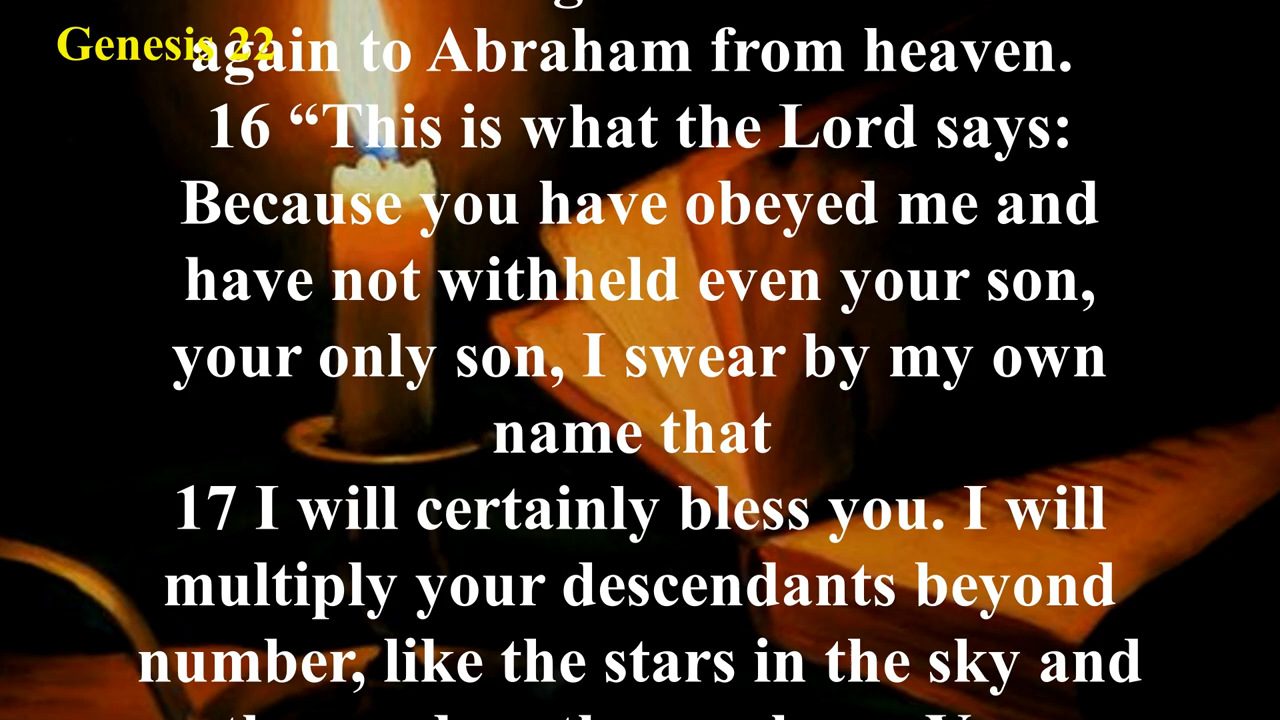 Genesis 22
again to Abraham from heaven.
16 “This is what the Lord says:
Because you have obeyed me and
have not withheld even your son,
your only son, I swear by my own
name that
17 I will certainly bless you. I will
multiply your descendants beyond
number, like the stars in the sky and